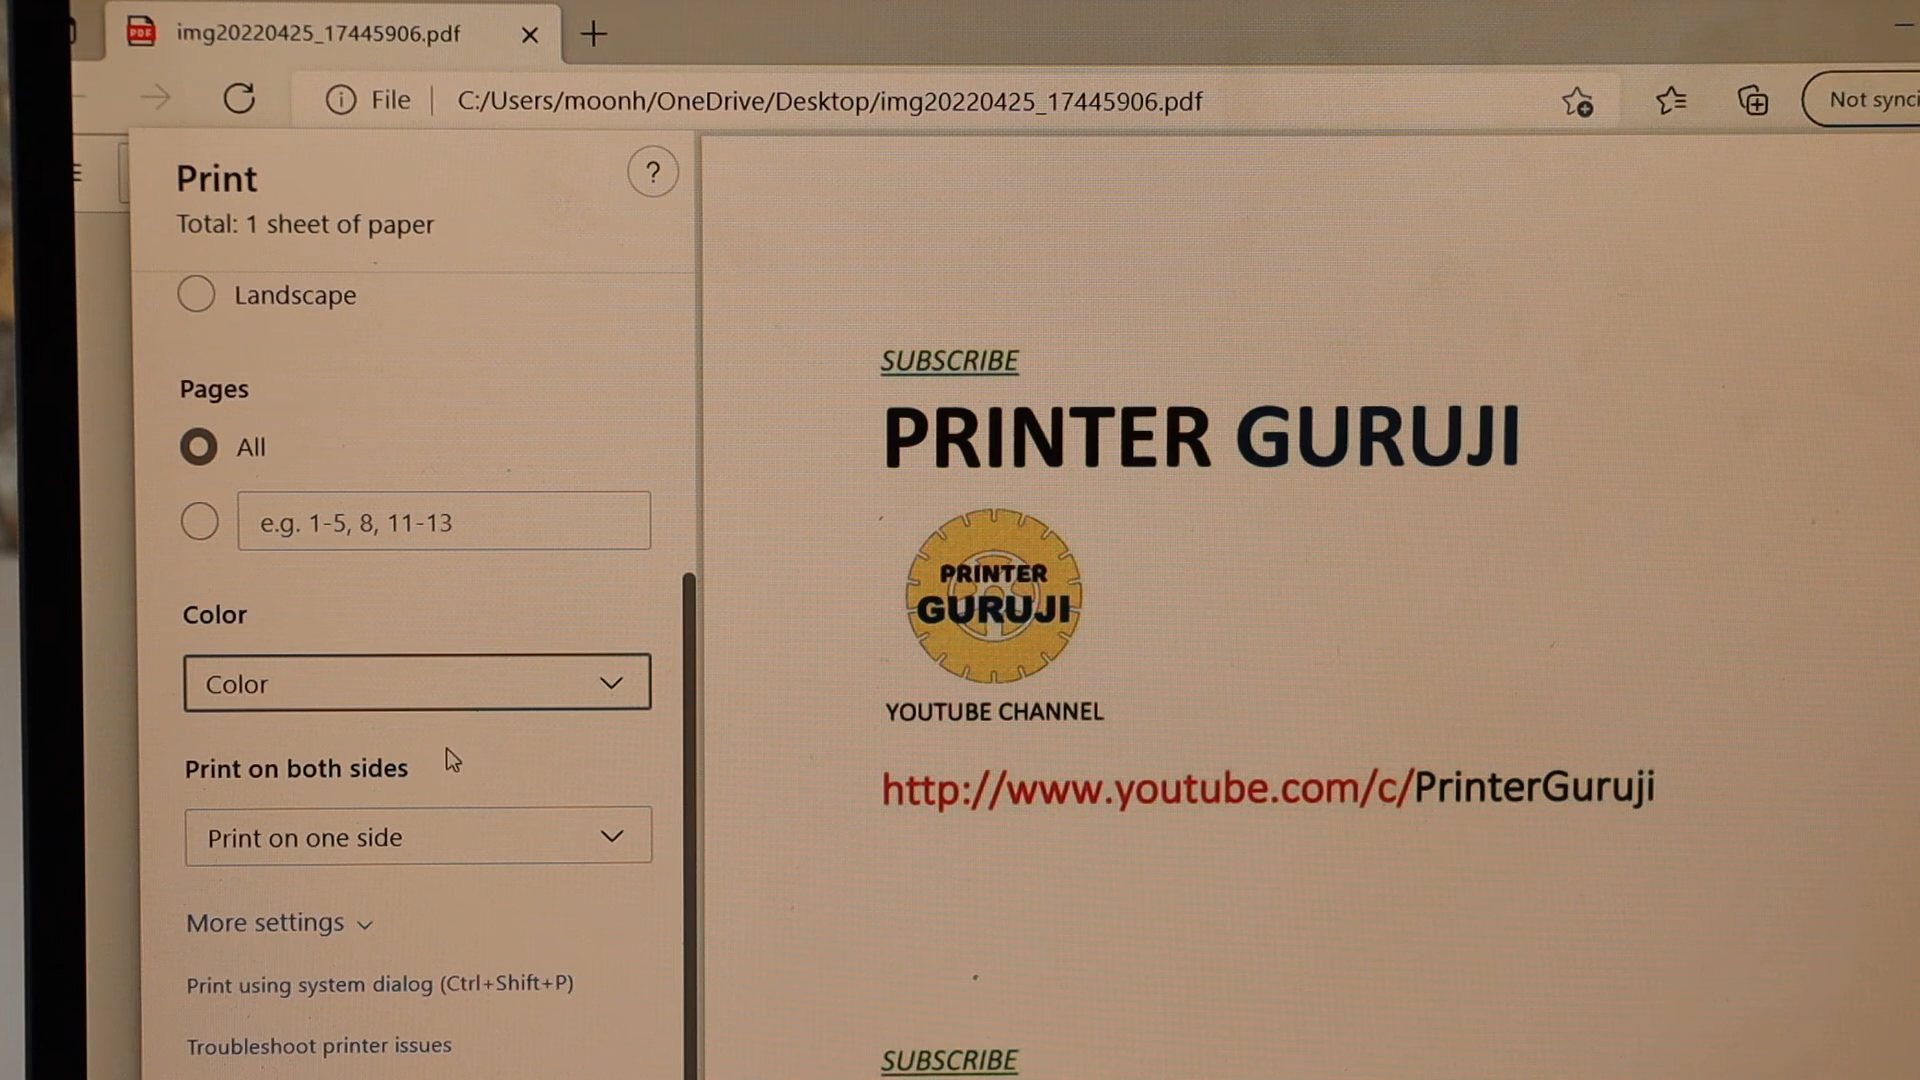 img20220425_17445906.pdf
File
C:/Users/moonh/OneDrive/Desktop/img20220425_17445906.pdf
Not synci
Print
?
Total: 1 sheet of paper
Landscape
Pages
All
e.g. 1-5, 8, 11-13
Color
Color
Print on both sides
Print on one side
More settings
Print using system dialog (Ctrl+Shift+P)
Troubleshoot printer issues
SUBSCRIBE
PRINTER GURUJI
PRINTER
GURUJI
YOUTUBE CHANNEL
http://www.youtube.com/c/PrinterGuruji
SUBSCRIBE